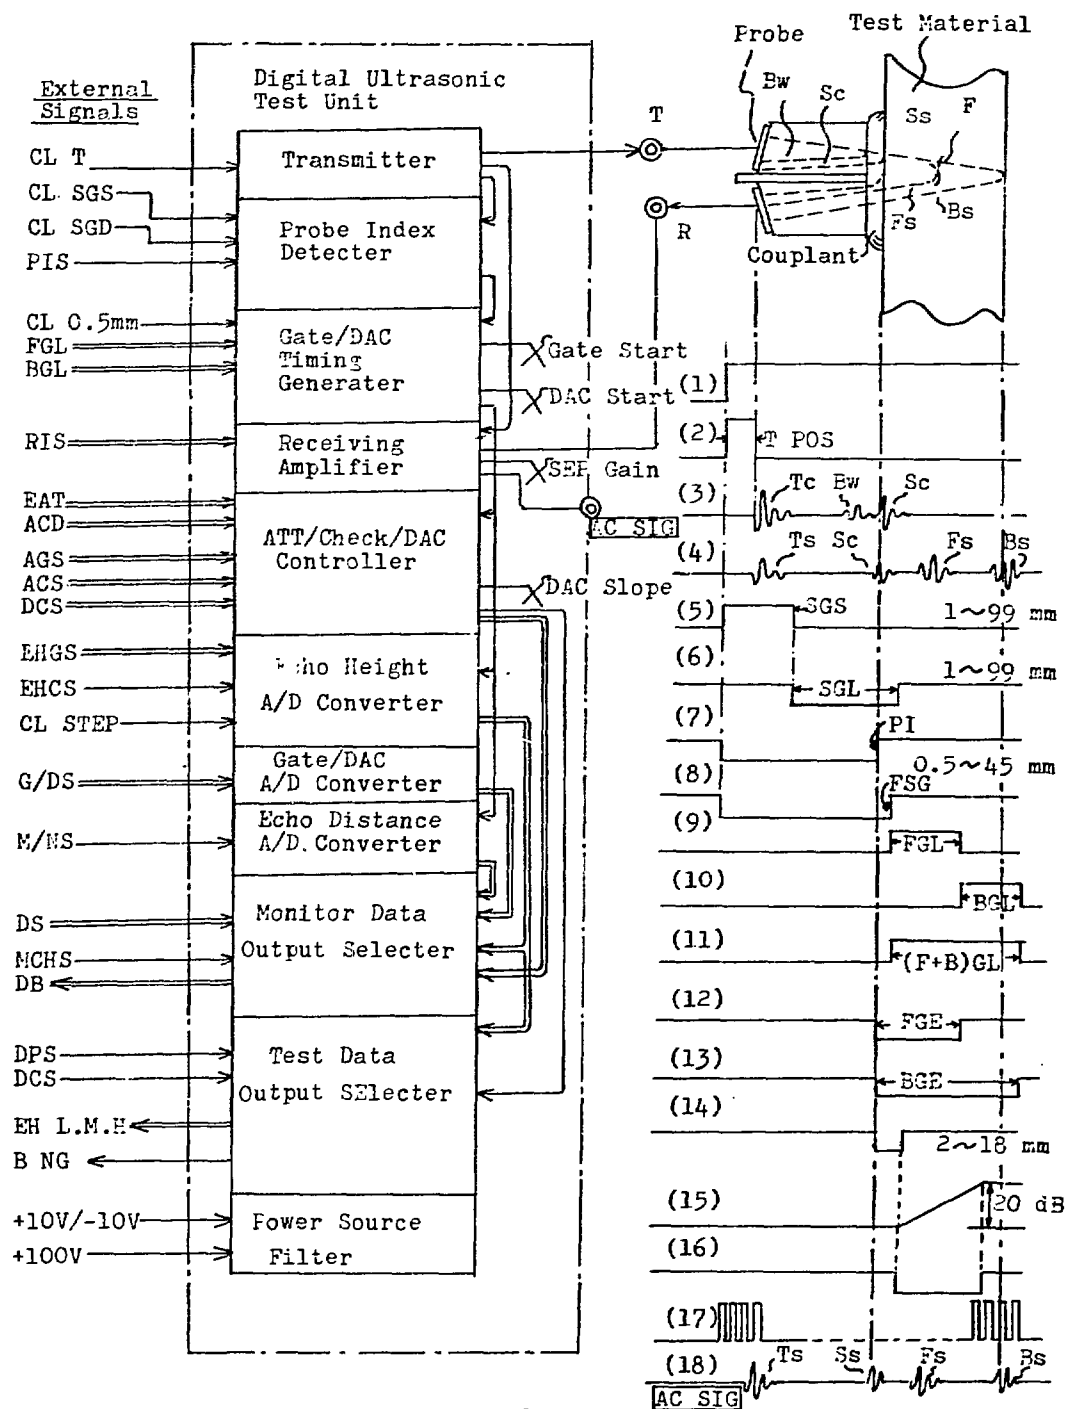 External
Signals
CL T
CL SGS
CL SGD
PIS
CL 0.5mm
FGL
BGL
RIS
EAT
ACD
AGS
ACS
DCS
EHGS
EHCS
CL STEP
G/DS
M/NS
DS
MCHS
DB
DPS
DCS
EH L.M.H
B NG
+10V/-10V
+100V
Digital Ultrasonic
Test Unit
Transmitter
Probe Index
Detecter
Gate/DAC
Timing
Generater
Receiving
Amplifier
ATT/Check/DAC
Controller
Echo Height
A/D Converter
Gate/DAC
A/D Converter
Echo Distance
A/D Converter
Monitor Data
Output Selecter
Test Data
Output SElecter
Power Source
Filter
Gate Start
DAC Start
SEP Gain
AC SIG
DAC Slope
T
R
Probe
Test Material
Bw
Sc
Ss
F
Fs
Bs
Couplant
(1)
(2)
T POS
(3)
Tc
Bw
Sc
(4)
Ts
Sc
Fs
Bs
(5)
SGS
1~99 mm
(6)
SGL
1~99 mm
(7)
PI
(8)
0.5~45 mm
FSG
(9)
FGL
(10)
BGL
(11)
(F+B)GL
(12)
FGE
(13)
BGE
(14)
2~18 mm
(15)
20 dB
(16)
(17)
(18)
Ts
Ss
Fs
Bs
AC SIG